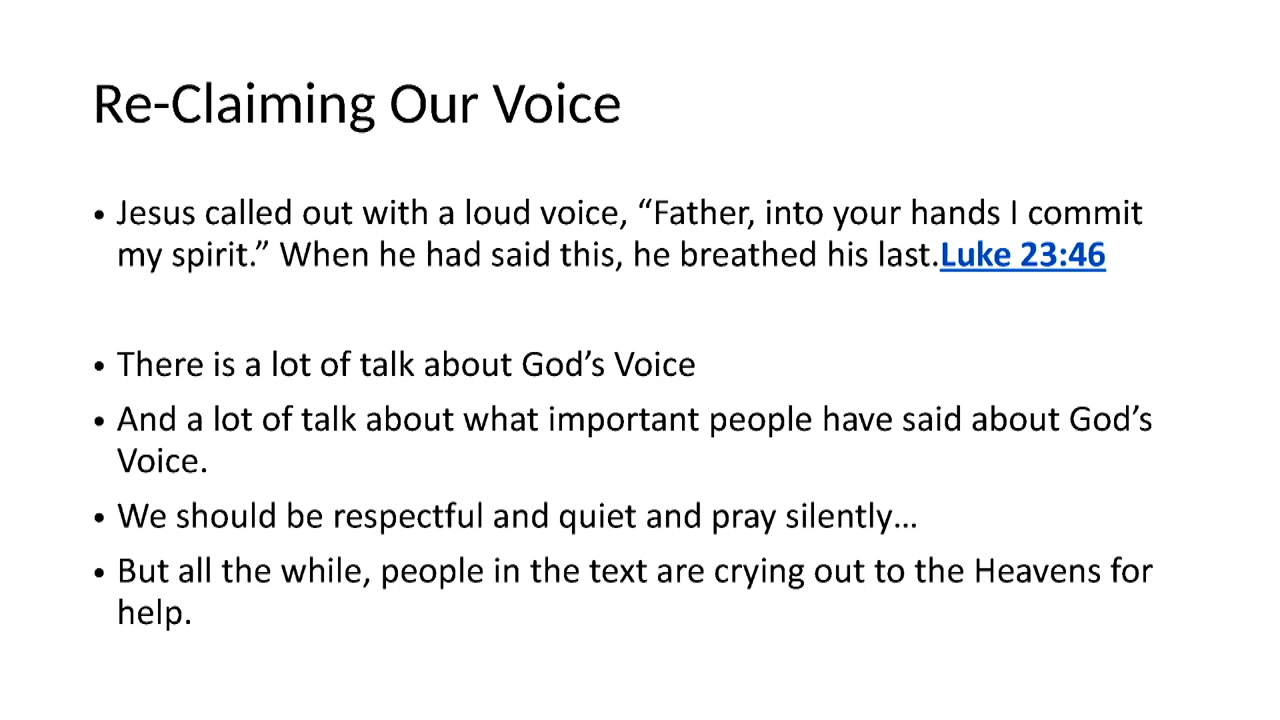 Re-Claiming Our Voice
• Jesus called out with a loud voice, “Father, into your hands I commit
my spirit.” When he had said this, he breathed his last.Luke 23:46
• There is a lot of talk about God’s Voice
• And a lot of talk about what important people have said about God’s
Voice.
• We should be respectful and quiet and pray silently…
• But all the while, people in the text are crying out to the Heavens for
help.